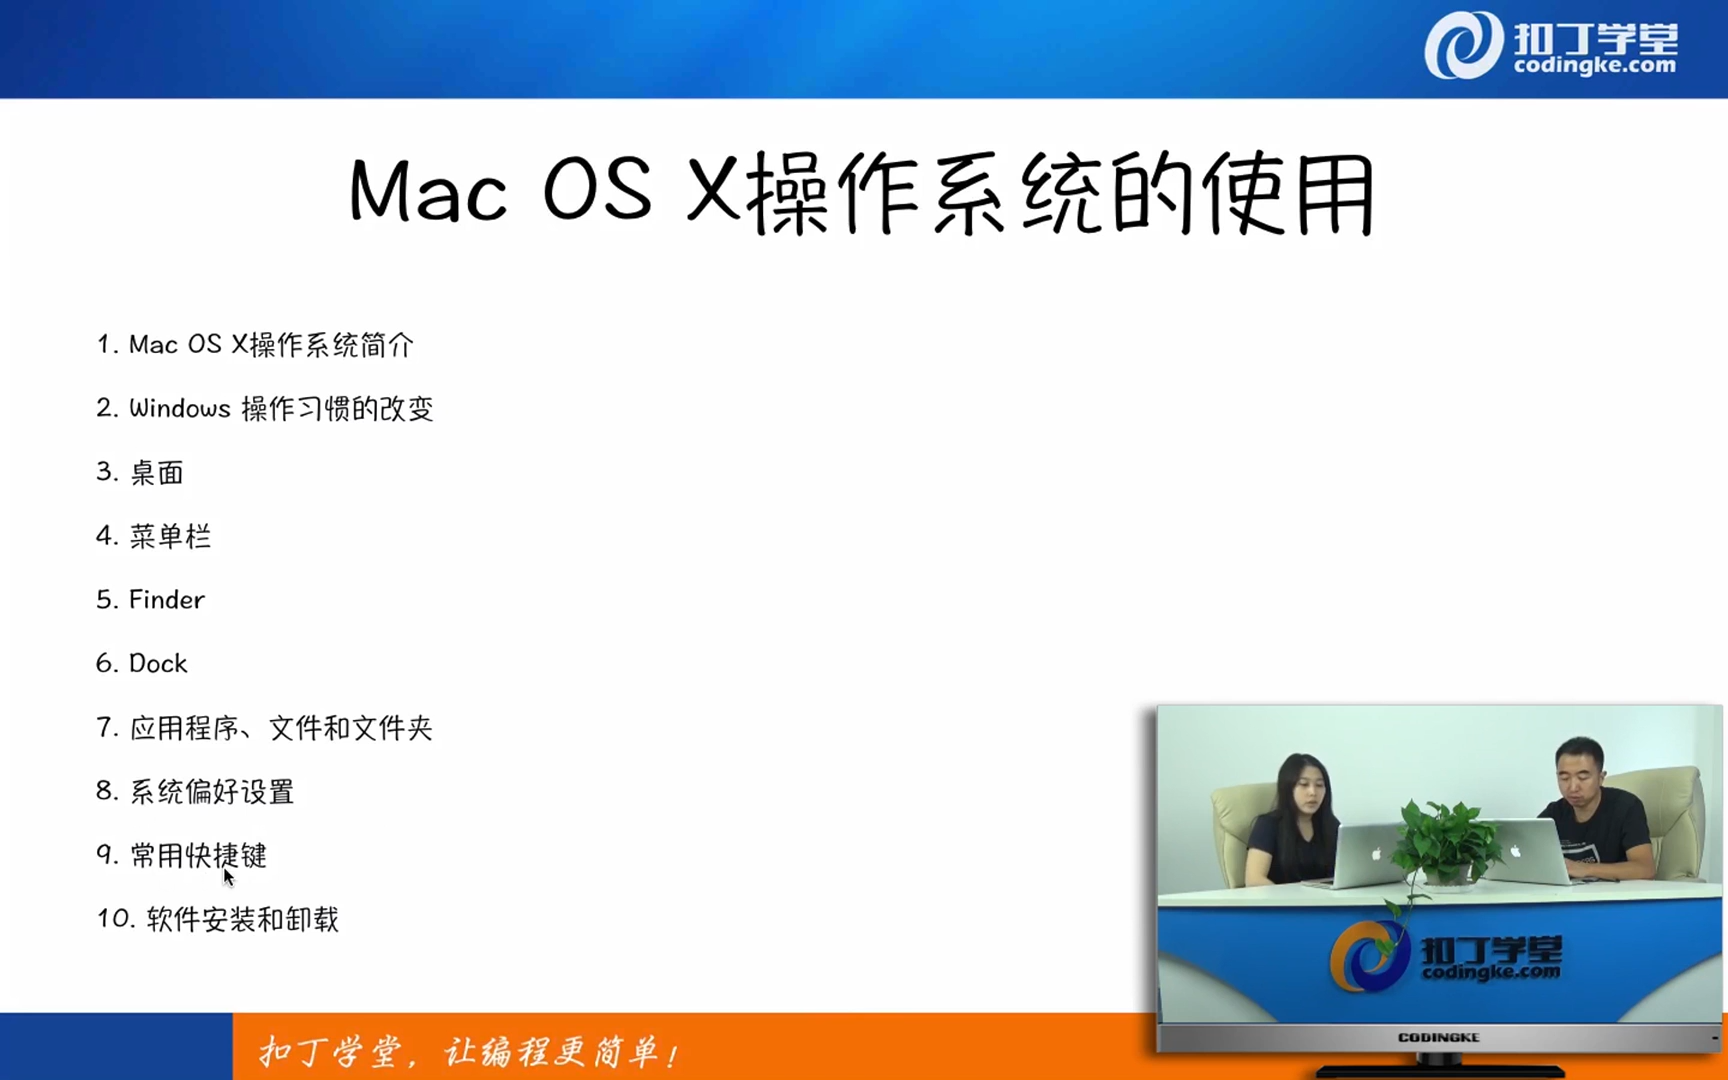 扣丁学堂
codingke.com
Mac OS X操作系统的使用
1. Mac OS X操作系统简介
2. Windows 操作习惯的改变
3. 桌面
4. 菜单栏
5. Finder
6. Dock
7. 应用程序、文件和文件夹
8. 系统偏好设置
9. 常用快捷键
10. 软件安装和卸载
扣丁学堂
codingke.com
CODINGKE
扣丁学堂，让编程更简单！